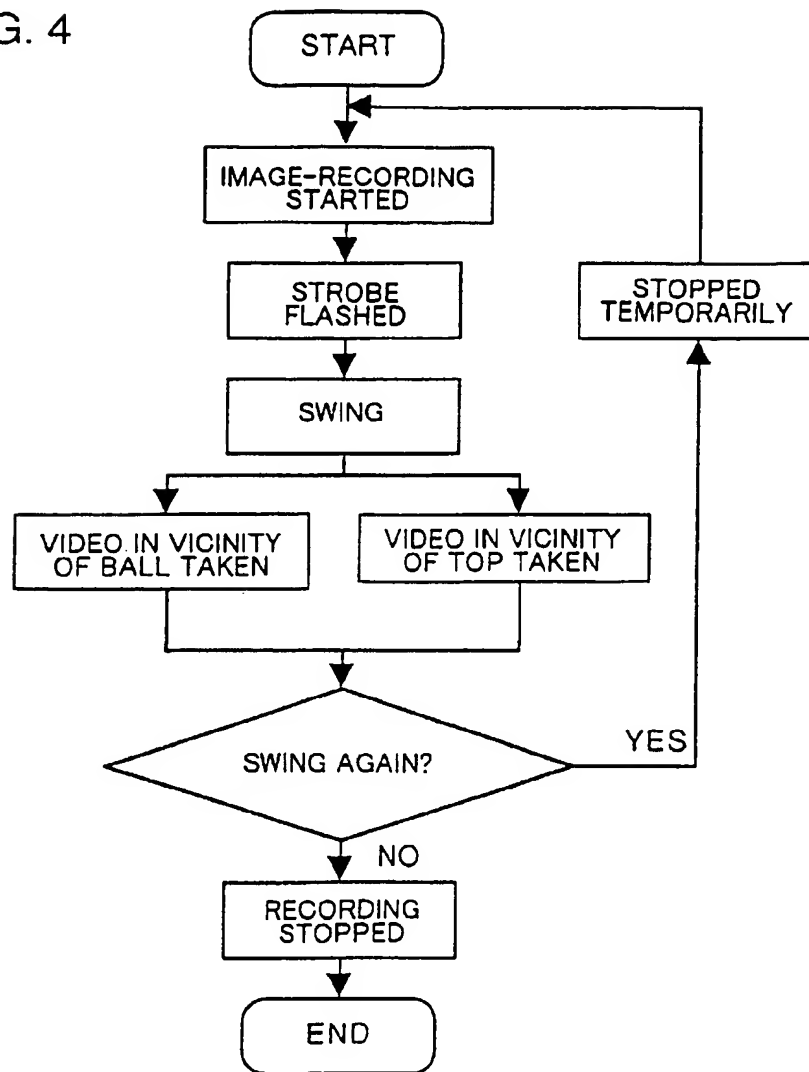 G. 4
START
IMAGE-RECORDING
STARTED
STROBE
FLASHED
STOPPED
TEMPORARILY
SWING
VIDEO IN VICINITY
OF BALL TAKEN
VIDEO IN VICINITY
OF TOP TAKEN
SWING AGAIN?
YES
NO
RECORDING
STOPPED
END